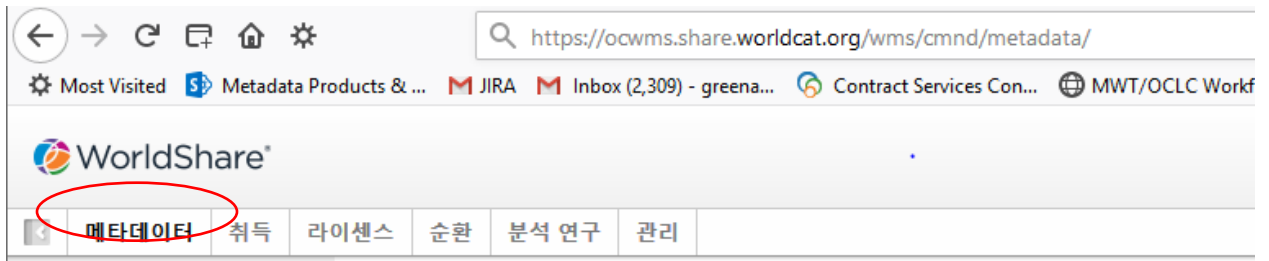 https://ocwms.share.worldcat.org/wms/cmnd/metadata/
Most Visited Metadata Products & ... JIRA Inbox (2,309) - greena... Contract Services Con... MWT/OCLC Workf
WorldShare®
메타데이터 취득 라이센스 순환 분석 연구 관리